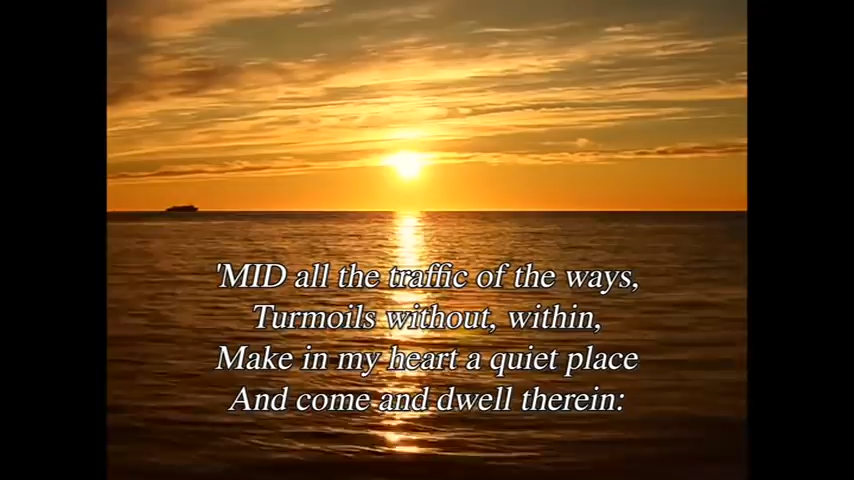 'MID all the traffic of the ways,
Turmoils without, within,
Make in my heart a quiet place
And come and dwell therein: